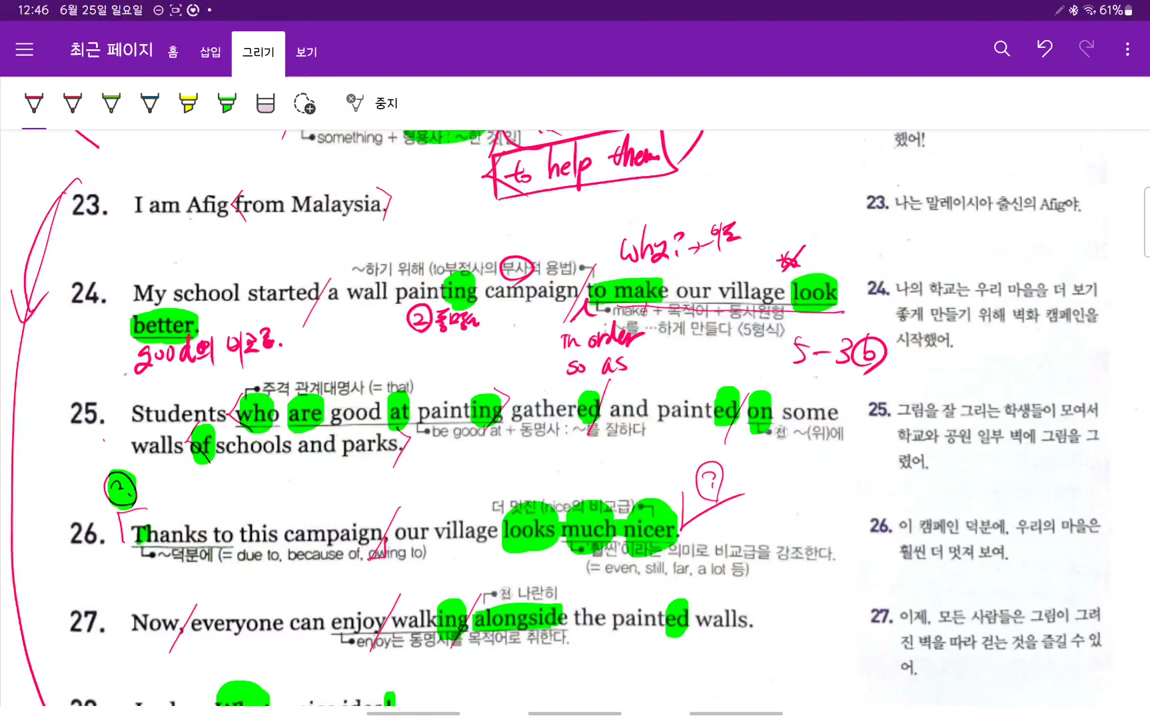 12:46 6월 25일 일요일 61%
최근 페이지 홈 삽입 그리기 보기
중지
something + 형용사 : ~한 것[일]
했어!
to help them
23. I am Afig from Malaysia.
23. 나는 말레이시아 출신의 Afig야.
Why?
~하기 위해 (to부정사의 부사적 용법)
24. My school started a wall painting campaign to make our village look
better.
make + 목적어 + 동사원형
: ~를 …하게 만들다 〈5형식〉
24. 나의 학교는 우리 마을을 더 보기
좋게 만들기 위해 벽화 캠페인을
시작했어.
② 동명사
good의 비교급.
In order
so as
5-3 ⓑ
주격 관계대명사 (= that)
25. Students who are good at painting gathered and painted on some
be good at + 동명사 : ~를 잘하다
전 ~(위)에
walls of schools and parks.
25. 그림을 잘 그리는 학생들이 모여서
학교와 공원 일부 벽에 그림을 그
렸어.
?
?
더 멋진 (nice의 비교급)
26. Thanks to this campaign, our village looks much nicer.
~덕분에 (= due to, because of, owing to)
'훨씬'이라는 의미로 비교급을 강조한다.
(= even, still, far, a lot 등)
26. 이 캠페인 덕분에, 우리의 마을은
훨씬 더 멋져 보여.
전 나란히
27. Now, everyone can enjoy walking alongside the painted walls.
enjoy는 동명사를 목적어로 취한다.
27. 이제, 모든 사람들은 그림이 그려
진 벽을 따라 걷는 것을 즐길 수 있
어.